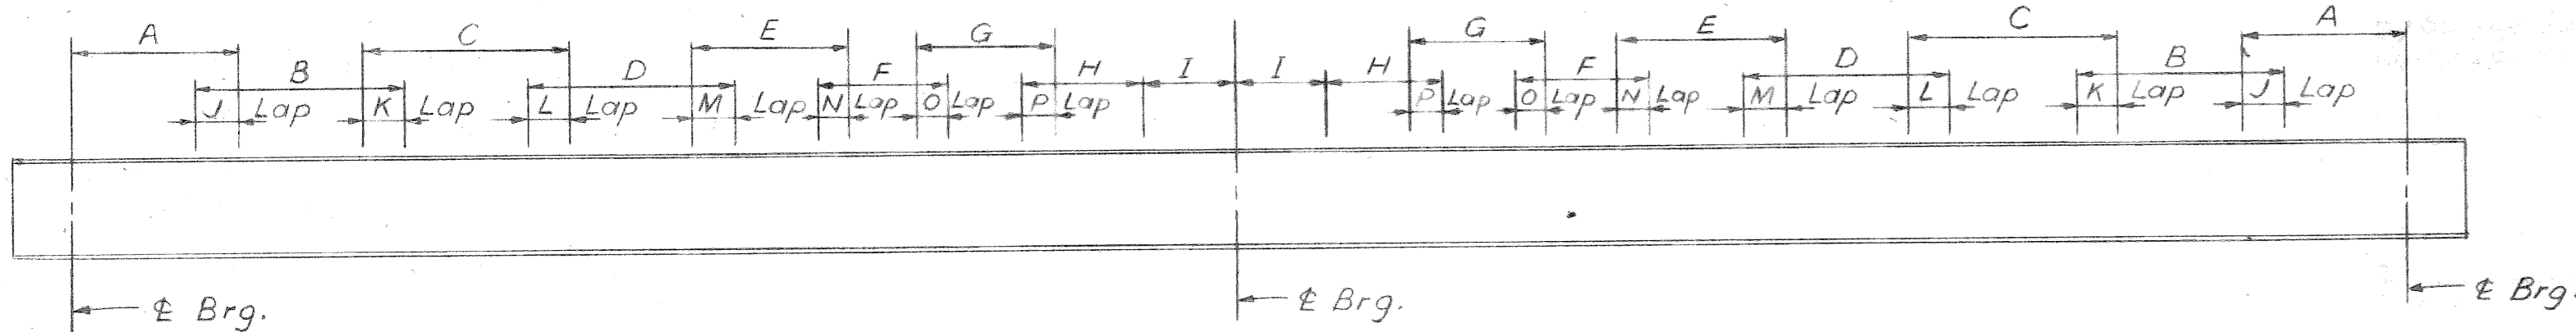 A C E G G E C A
B D F H I I H F D B
J Lap K Lap L Lap M Lap N Lap O Lap P Lap P Lap O Lap N Lap M Lap L Lap K Lap J Lap
℄ Brg. ℄ Brg. ℄ Brg.